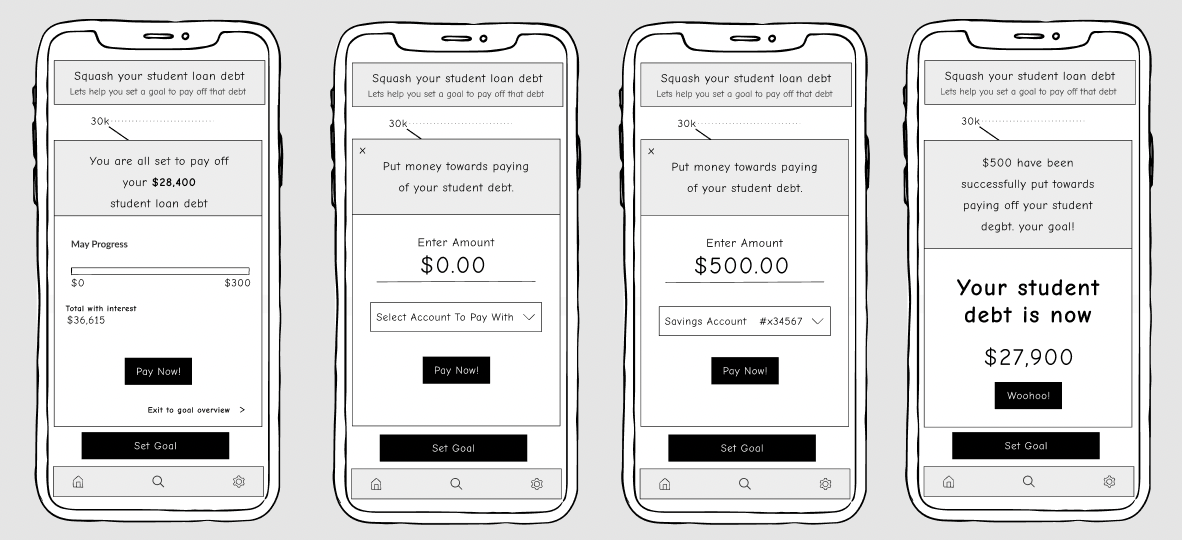 Squash your student loan debt
Lets help you set a goal to pay off that debt
30k
You are all set to pay off
your $28,400
student loan debt
May Progress
$0 $300
Total with interest
$36,615
Pay Now!
Exit to goal overview >
Set Goal
Squash your student loan debt
Lets help you set a goal to pay off that debt
30k
x
Put money towards paying
of your student debt.
Enter Amount
$0.00
Select Account To Pay With
Pay Now!
Set Goal
Squash your student loan debt
Lets help you set a goal to pay off that debt
30k
x
Put money towards paying
of your student debt.
Enter Amount
$500.00
Savings Account #x34567
Pay Now!
Set Goal
Squash your student loan debt
Lets help you set a goal to pay off that debt
30k
$500 have been
successfully put towards
paying off your student
degbt. your goal!
Your student
debt is now
$27,900
Woohoo!
Set Goal